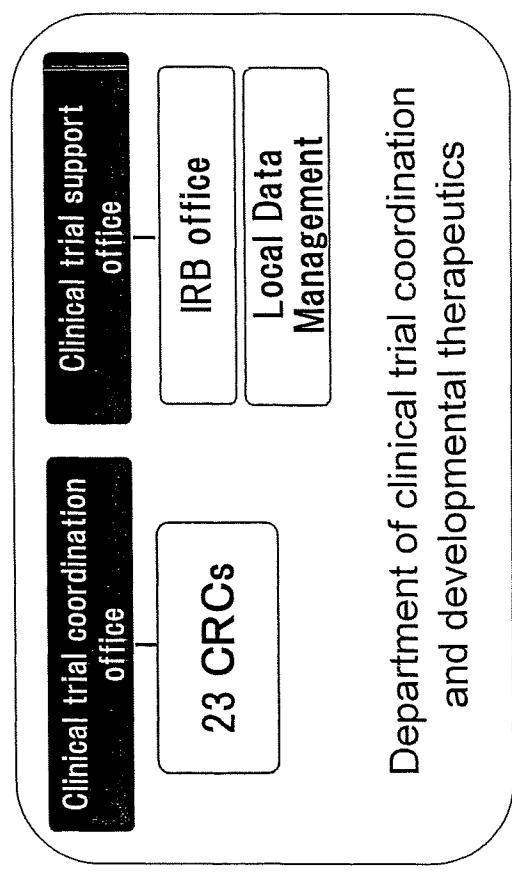 Clinical trial coordination
office
23 CRCs
Clinical trial support
office
IRB office
Local Data
Management
Department of clinical trial coordination
and developmental therapeutics